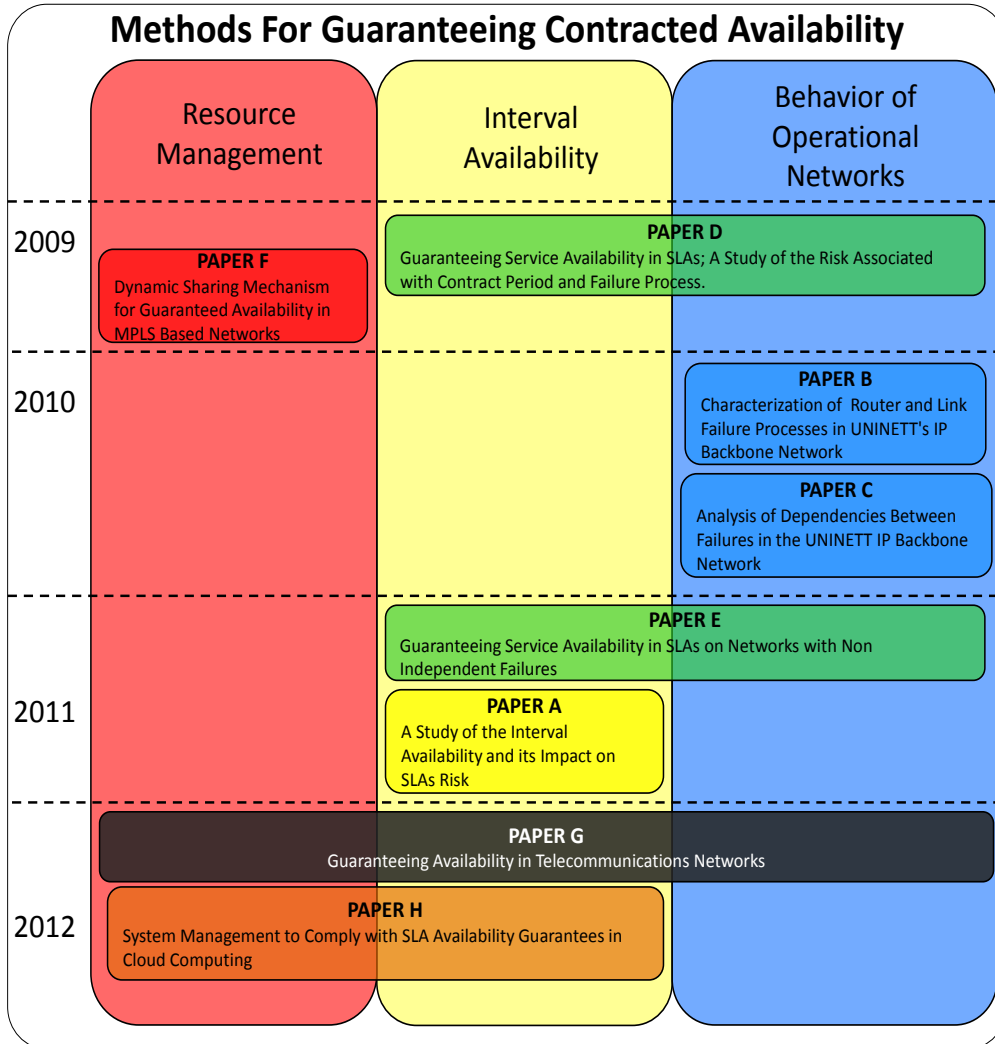 Methods For Guaranteeing Contracted Availability
Resource
Management
Interval
Availability
Behavior of
Operational
Networks
2009
PAPER D
Guaranteeing Service Availability in SLAs; A Study of the Risk Associated
with Contract Period and Failure Process.
PAPER F
Dynamic Sharing Mechanism
for Guaranteed Availability in
MPLS Based Networks
2010
PAPER B
Characterization of Router and Link
Failure Processes in UNINETT's IP
Backbone Network
PAPER C
Analysis of Dependencies Between
Failures in the UNINETT IP Backbone
Network
2011
PAPER E
Guaranteeing Service Availability in SLAs on Networks with Non
Independent Failures
PAPER A
A Study of the Interval
Availability and its Impact on
SLAs Risk
2012
PAPER G
Guaranteeing Availability in Telecommunications Networks
PAPER H
System Management to Comply with SLA Availability Guarantees in
Cloud Computing